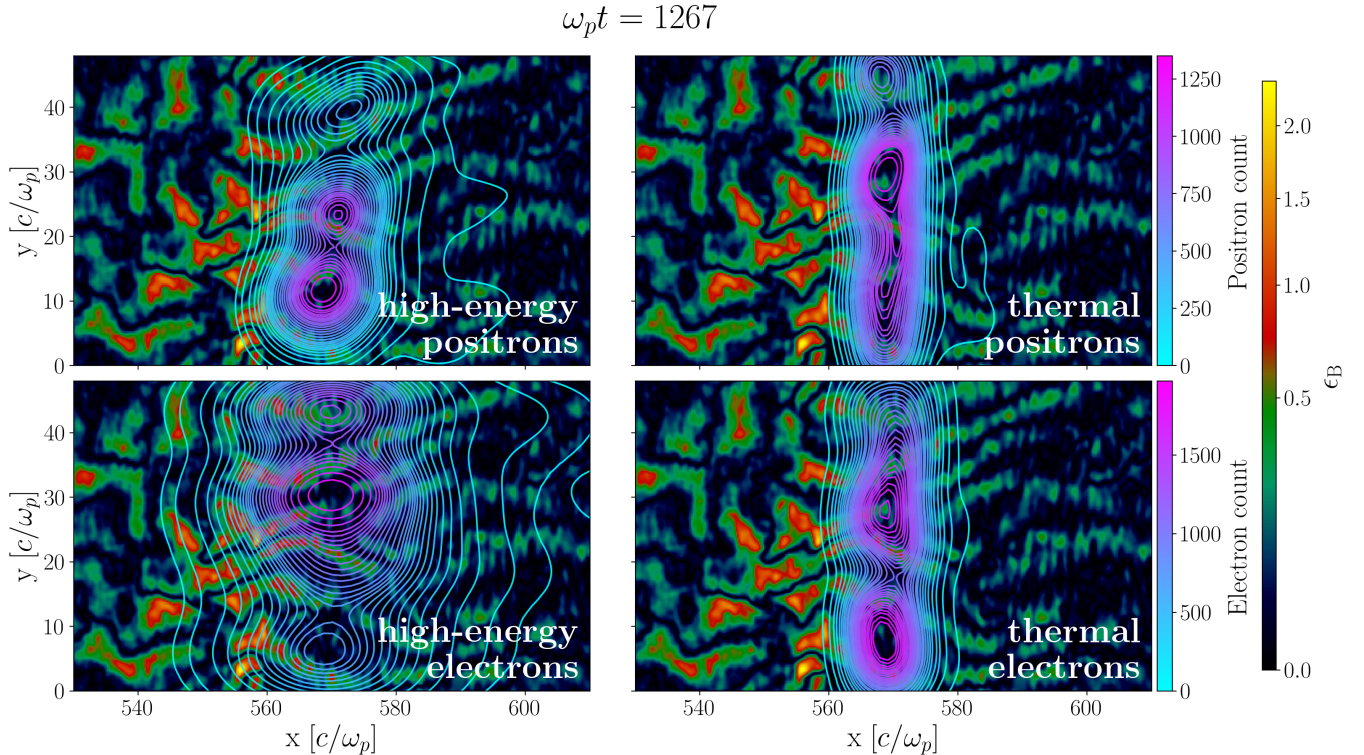 ωₚt = 1267
40
30
20
10
0
y [c/ωₚ]
high-energy
positrons
thermal
positrons
1250
1000
750
500
250
0
Positron count
40
30
20
10
0
y [c/ωₚ]
high-energy
electrons
thermal
electrons
1500
1000
500
0
Electron count
2.0
1.5
1.0
0.5
0.0
ϵ_B
540
560
580
600
x [c/ωₚ]
540
560
580
600
x [c/ωₚ]